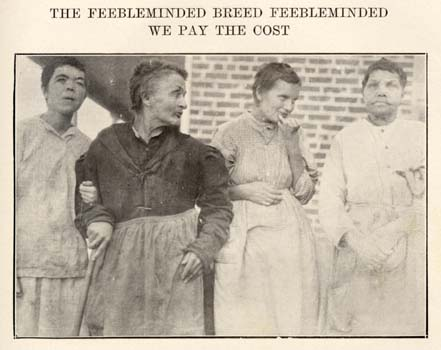 THE FEEBLEMINDED BREED FEEBLEMINDED
WE PAY THE COST